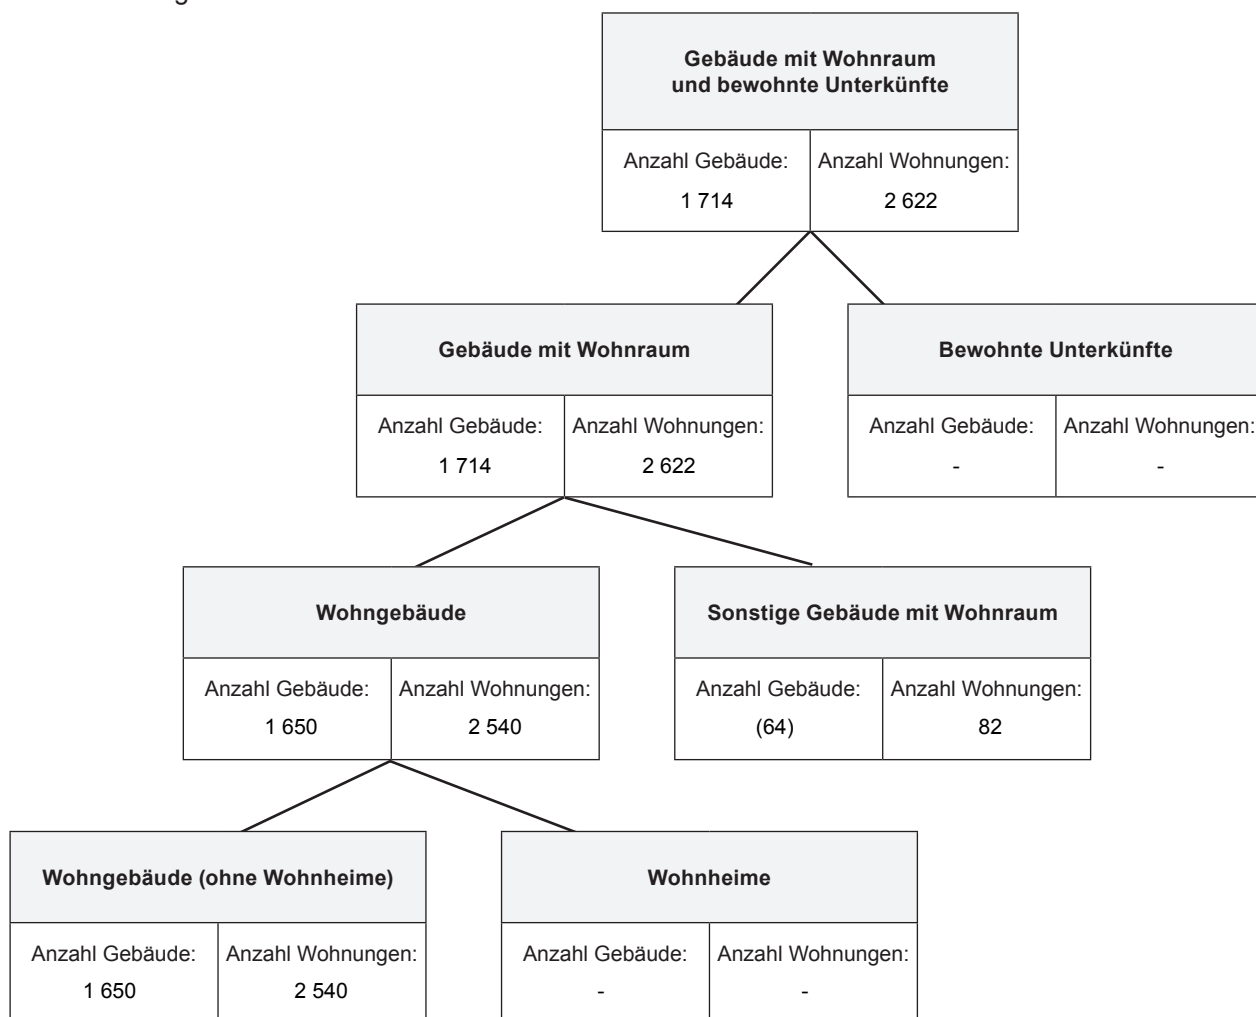 Gebäude mit Wohnraum
und bewohnte Unterkünfte
Anzahl Gebäude: Anzahl Wohnungen:
1 714 2 622
Gebäude mit Wohnraum Bewohnte Unterkünfte
Anzahl Gebäude: Anzahl Wohnungen: Anzahl Gebäude: Anzahl Wohnungen:
1 714 2 622 - -
Wohngebäude Sonstige Gebäude mit Wohnraum
Anzahl Gebäude: Anzahl Wohnungen: Anzahl Gebäude: Anzahl Wohnungen:
1 650 2 540 (64) 82
Wohngebäude (ohne Wohnheime) Wohnheime
Anzahl Gebäude: Anzahl Wohnungen: Anzahl Gebäude: Anzahl Wohnungen:
1 650 2 540 - -